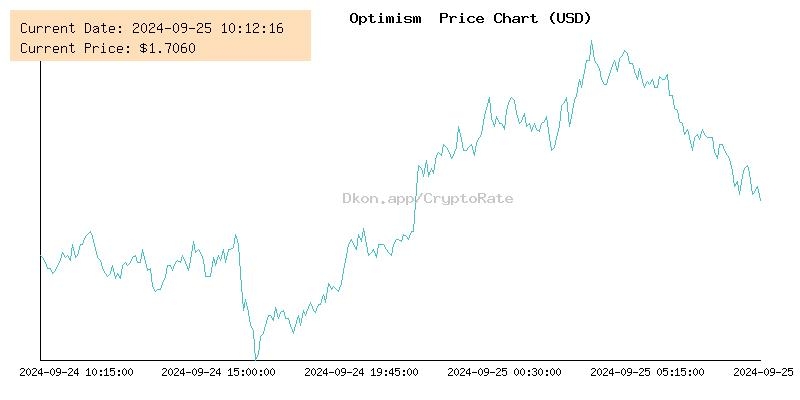 Optimism  Price Chart (USD)
Current Date: 2024-09-25 10:12:16
Current Price: $1.7060
Dkon.app/CryptoRate
2024-09-24 10:15:00 2024-09-24 15:00:00 2024-09-24 19:45:00 2024-09-25 00:30:00 2024-09-25 05:15:00 2024-09-25